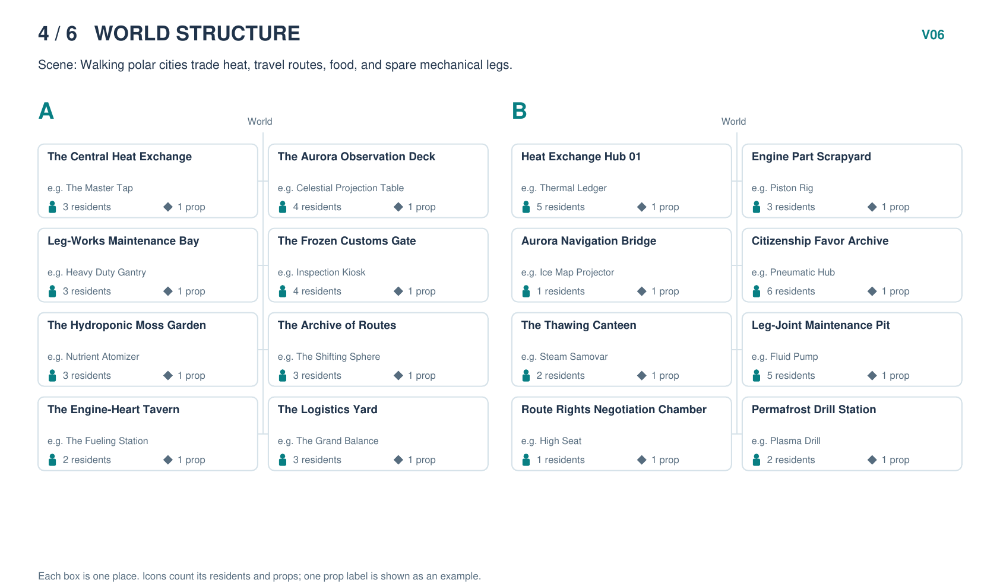 4 / 6 WORLD STRUCTURE
V06
Scene: Walking polar cities trade heat, travel routes, food, and spare mechanical legs.
A
World
The Central Heat Exchange
e.g. The Master Tap
3 residents
1 prop
The Aurora Observation Deck
e.g. Celestial Projection Table
4 residents
1 prop
Leg-Works Maintenance Bay
e.g. Heavy Duty Gantry
3 residents
1 prop
The Frozen Customs Gate
e.g. Inspection Kiosk
4 residents
1 prop
The Hydroponic Moss Garden
e.g. Nutrient Atomizer
3 residents
1 prop
The Archive of Routes
e.g. The Shifting Sphere
3 residents
1 prop
The Engine-Heart Tavern
e.g. The Fueling Station
2 residents
1 prop
The Logistics Yard
e.g. The Grand Balance
3 residents
1 prop
B
World
Heat Exchange Hub 01
e.g. Thermal Ledger
5 residents
1 prop
Engine Part Scrapyard
e.g. Piston Rig
3 residents
1 prop
Aurora Navigation Bridge
e.g. Ice Map Projector
1 residents
1 prop
Citizenship Favor Archive
e.g. Pneumatic Hub
6 residents
1 prop
The Thawing Canteen
e.g. Steam Samovar
2 residents
1 prop
Leg-Joint Maintenance Pit
e.g. Fluid Pump
5 residents
1 prop
Route Rights Negotiation Chamber
e.g. High Seat
1 residents
1 prop
Permafrost Drill Station
e.g. Plasma Drill
2 residents
1 prop
Each box is one place. Icons count its residents and props; one prop label is shown as an example.